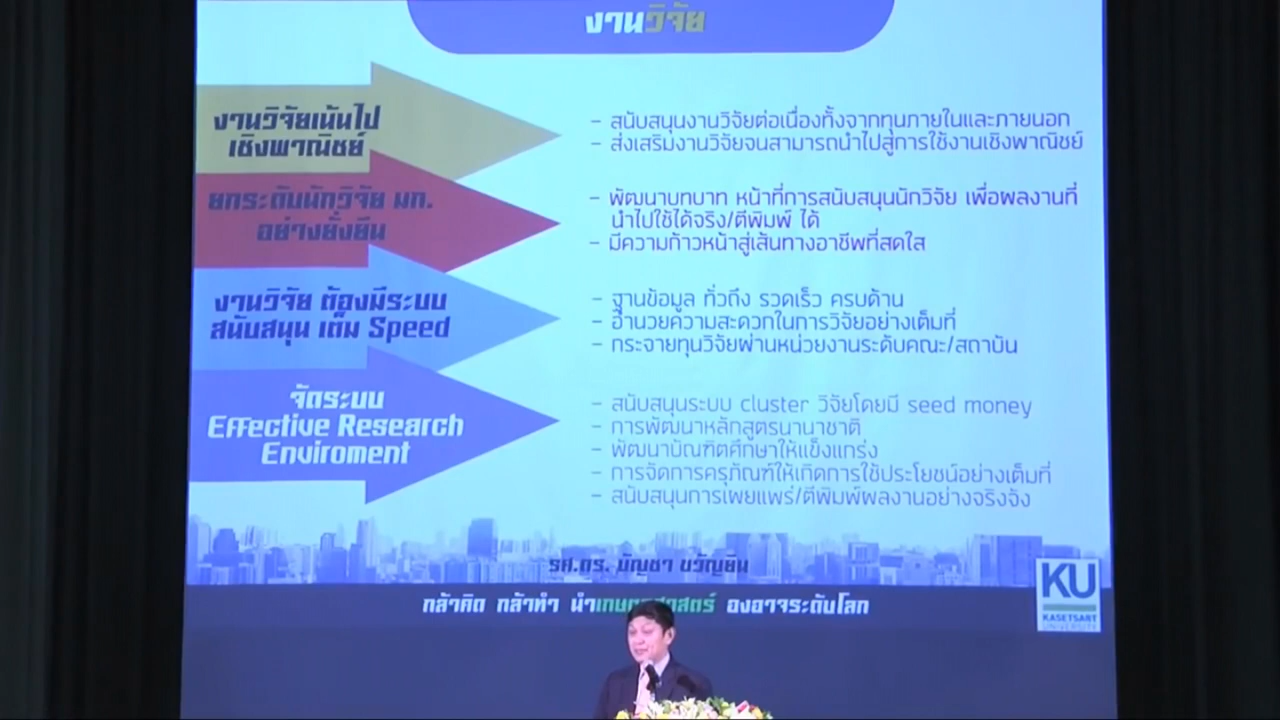 งานวิจัย
งานวิจัยเน้นไป
เชิงพาณิชย์
– สนับสนุนงานวิจัยต่อเนื่องทั้งจากทุนภายในและภายนอก
– ส่งเสริมงานวิจัยจนสามารถนำไปสู่การใช้งานเชิงพาณิชย์
ยกระดับนักวิจัย มก.
อย่างยั่งยืน
– พัฒนาบทบาท หน้าที่การสนับสนุนนักวิจัย เพื่อผลงานที่
นำไปใช้ได้จริง/ตีพิมพ์ ได้
– มีความก้าวหน้าสู่เส้นทางอาชีพที่สดใส
งานวิจัย ต้องมีระบบ
สนับสนุน เต็ม Speed
– ฐานข้อมูล ทั่วถึง รวดเร็ว ครบด้าน
– อำนวยความสะดวกในการวิจัยอย่างเต็มที่
– กระจายทุนวิจัยผ่านหน่วยงานระดับคณะ/สถาบัน
จัดระบบ
Effective Research
Enviroment
– สนับสนุนระบบ cluster วิจัยโดยมี seed money
– การพัฒนาหลักสูตรนานาชาติ
– พัฒนาบัณฑิตศึกษาให้แข็งแกร่ง
– การจัดการครุภัณฑ์ให้เกิดการใช้ประโยชน์อย่างเต็มที่
– สนับสนุนการเผยแพร่/ตีพิมพ์ผลงานอย่างจริงจัง
รศ.ดร. บัญชา ขวัญยืน
กล้าคิด กล้าทำ นำเกษตรศาสตร์ องอาจระดับโลก
KU
KASETSART
UNIVERSITY